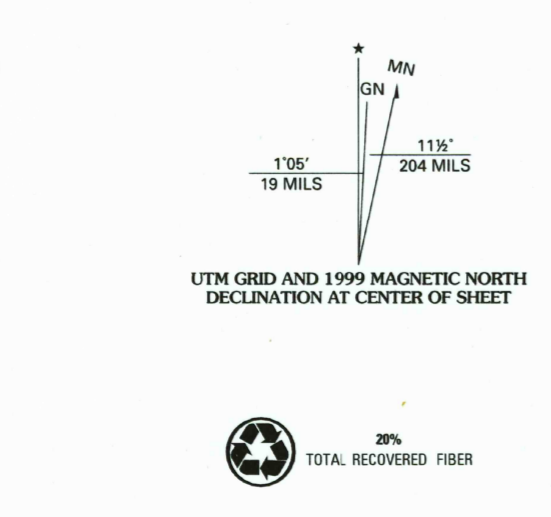 ★
MN
GN
11½°
204 MILS
1°05′
19 MILS
UTM GRID AND 1999 MAGNETIC NORTH
DECLINATION AT CENTER OF SHEET
20%
TOTAL RECOVERED FIBER